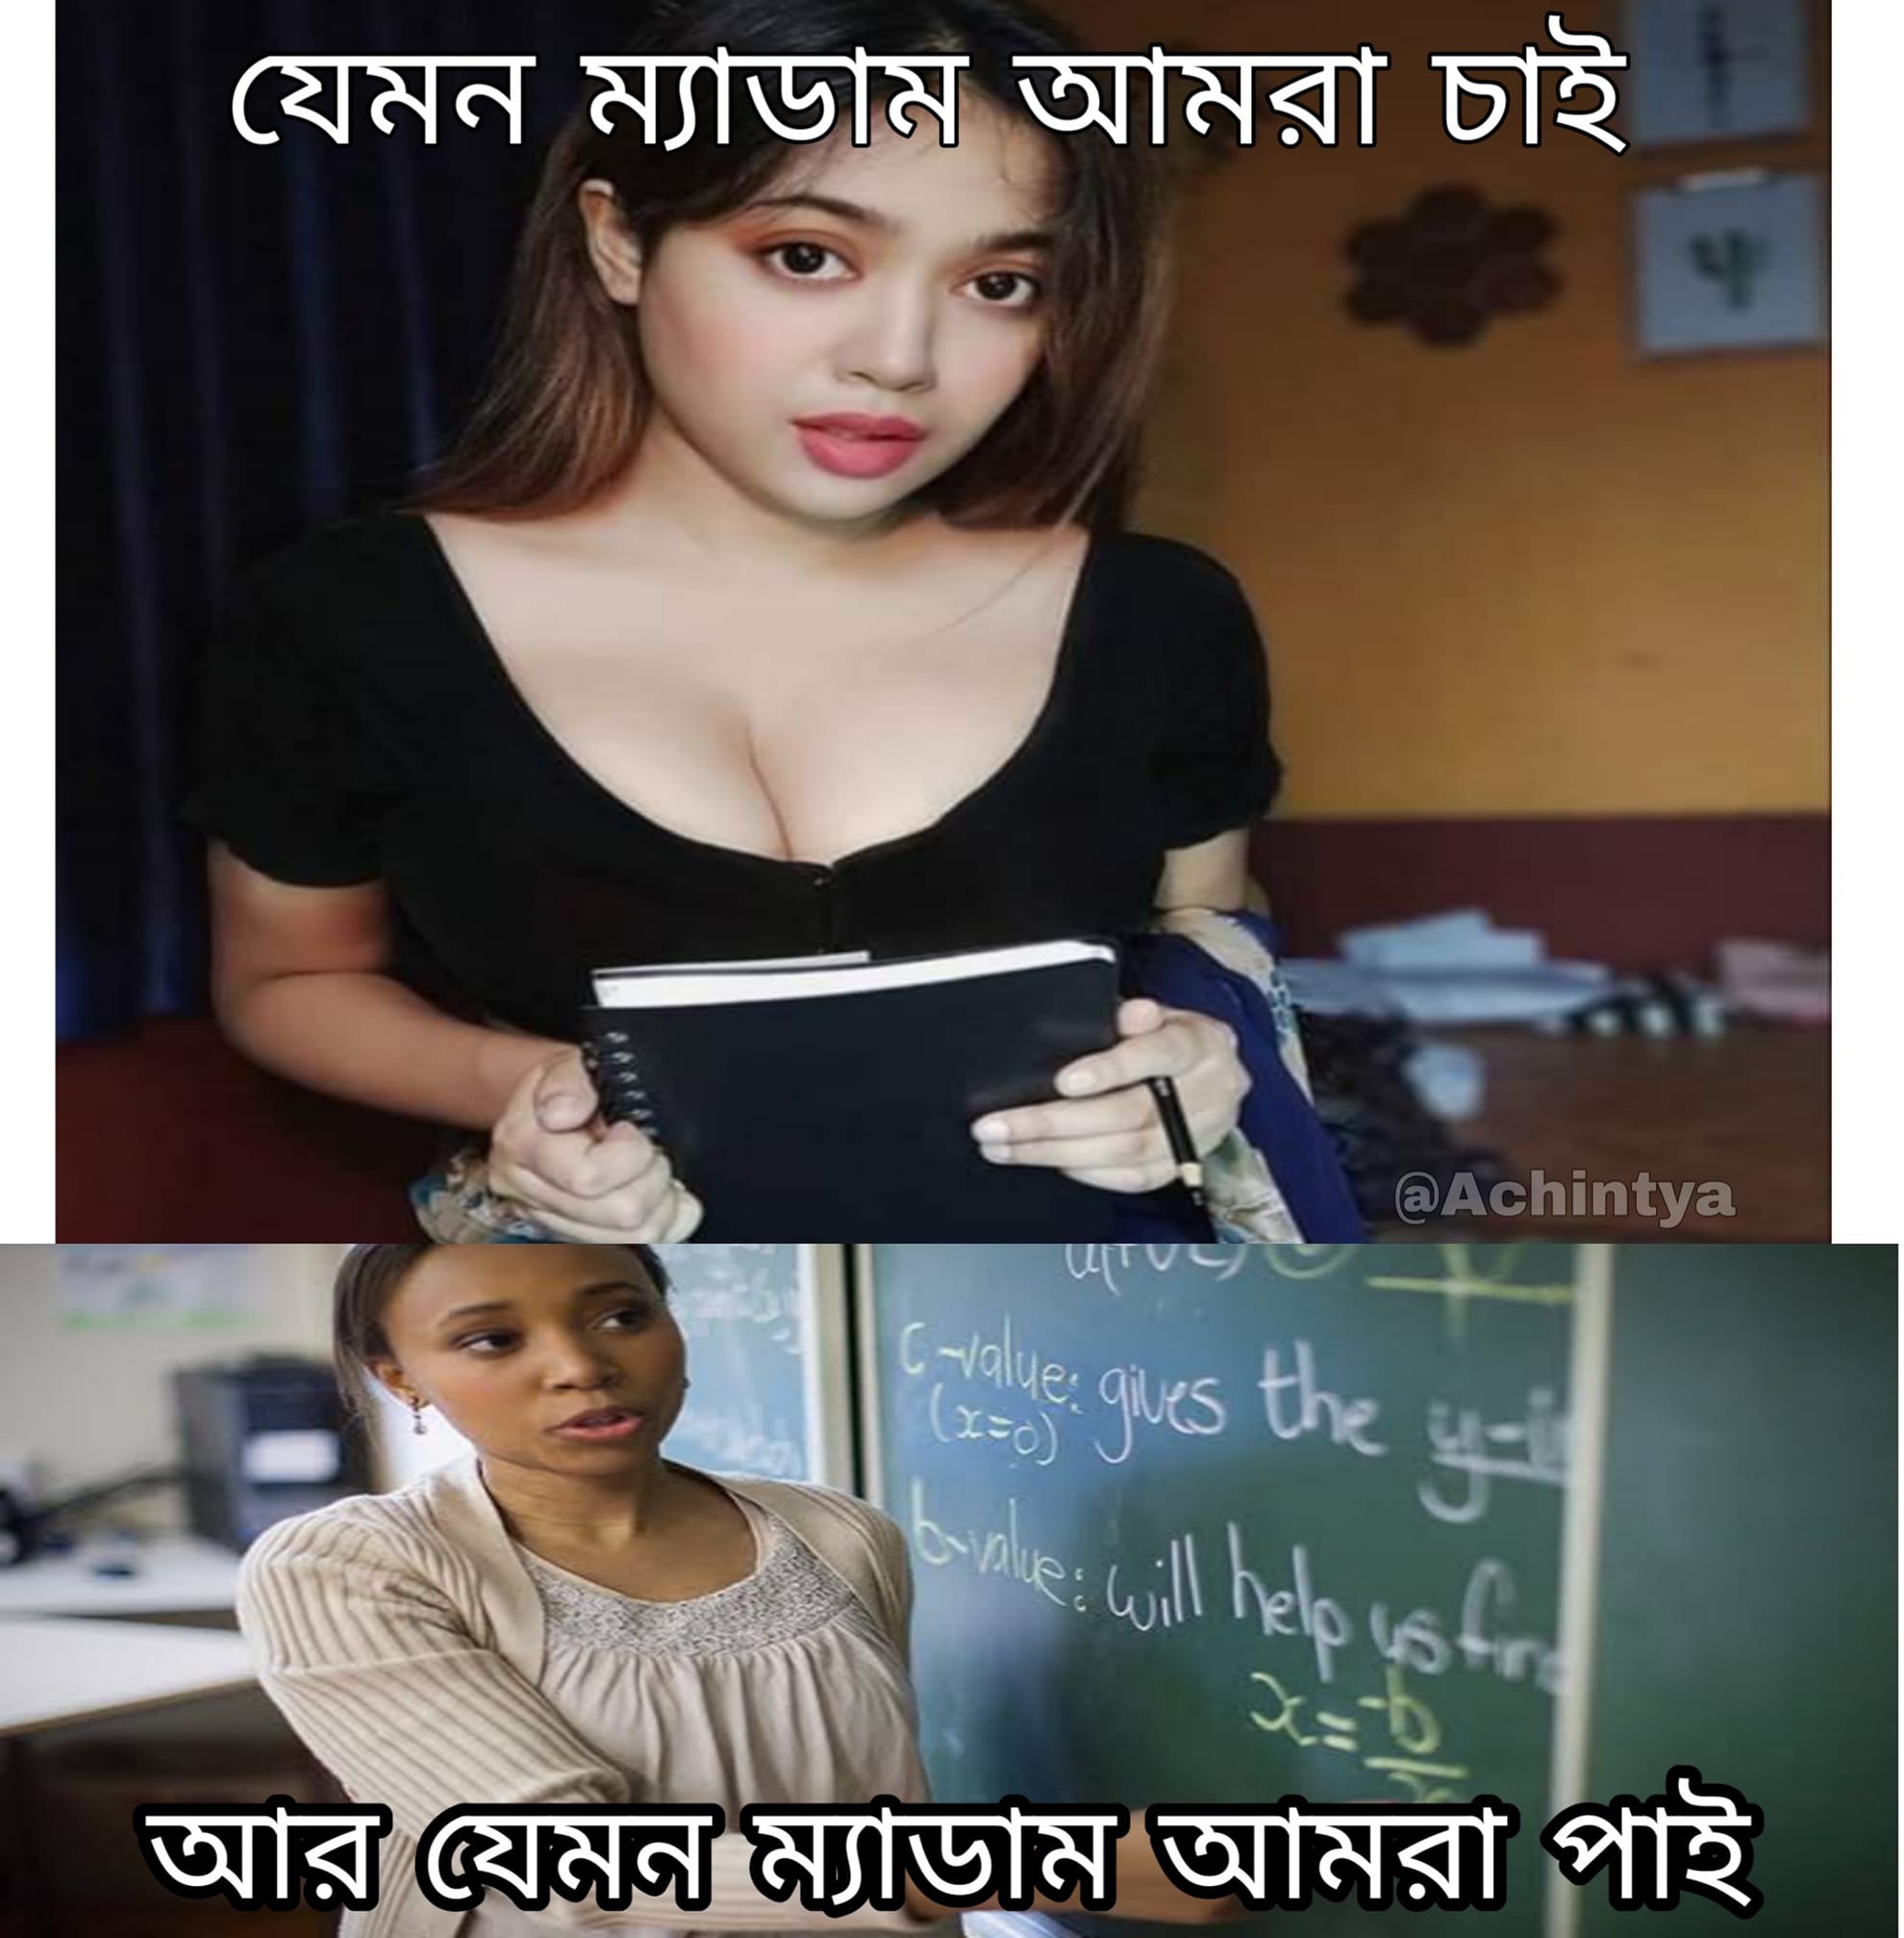 যেমন ম্যাডাম আমরা চাই
@Achintya
c-value: gives the
(x=0)
b-value: will help us
x = -b
আর যেমন ম্যাডাম আমরা পাই